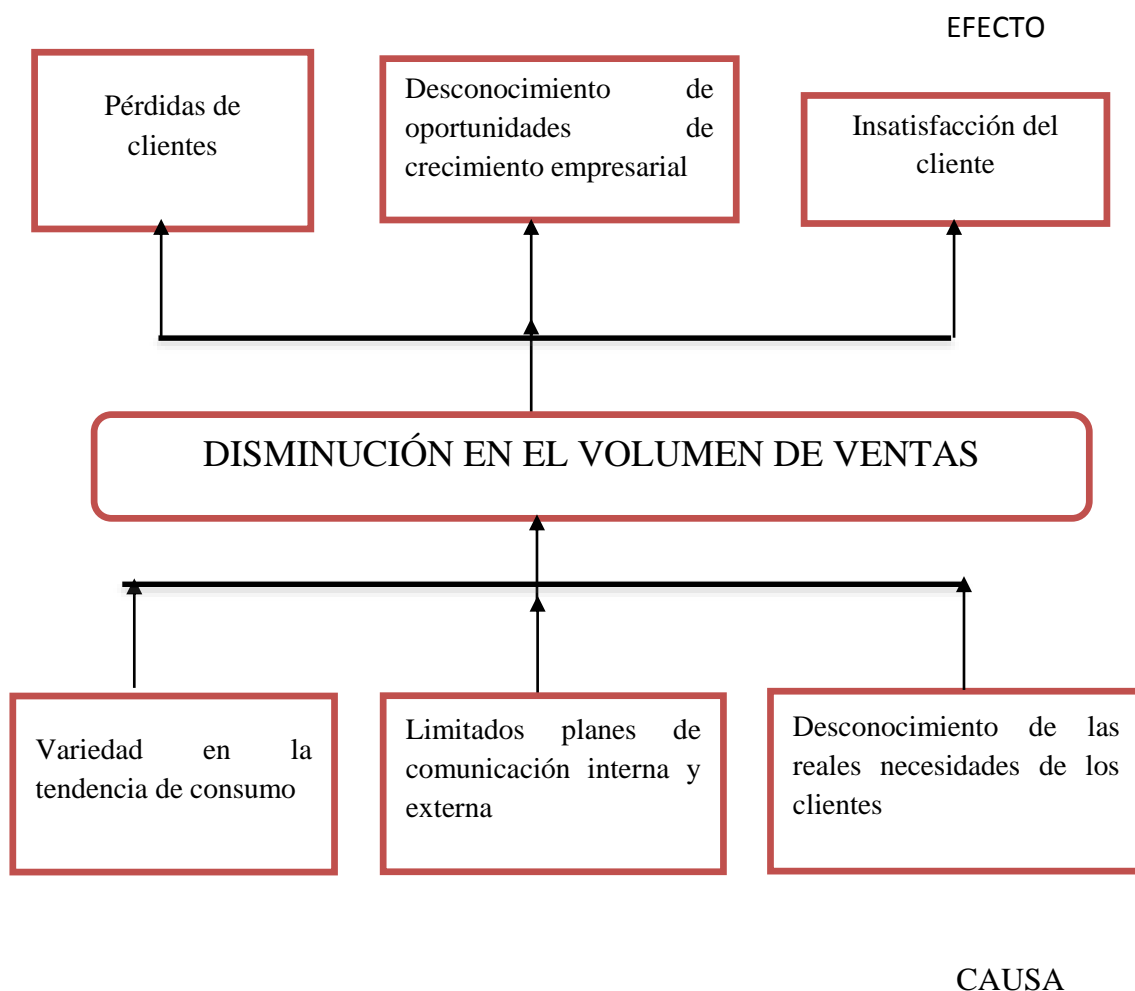 EFECTO
Pérdidas de
clientes
Desconocimiento de
oportunidades de
crecimiento empresarial
Insatisfacción del
cliente
DISMINUCIÓN EN EL VOLUMEN DE VENTAS
Variedad en la
tendencia de consumo
Limitados planes de
comunicación interna y
externa
Desconocimiento de las
reales necesidades de los
clientes
CAUSA